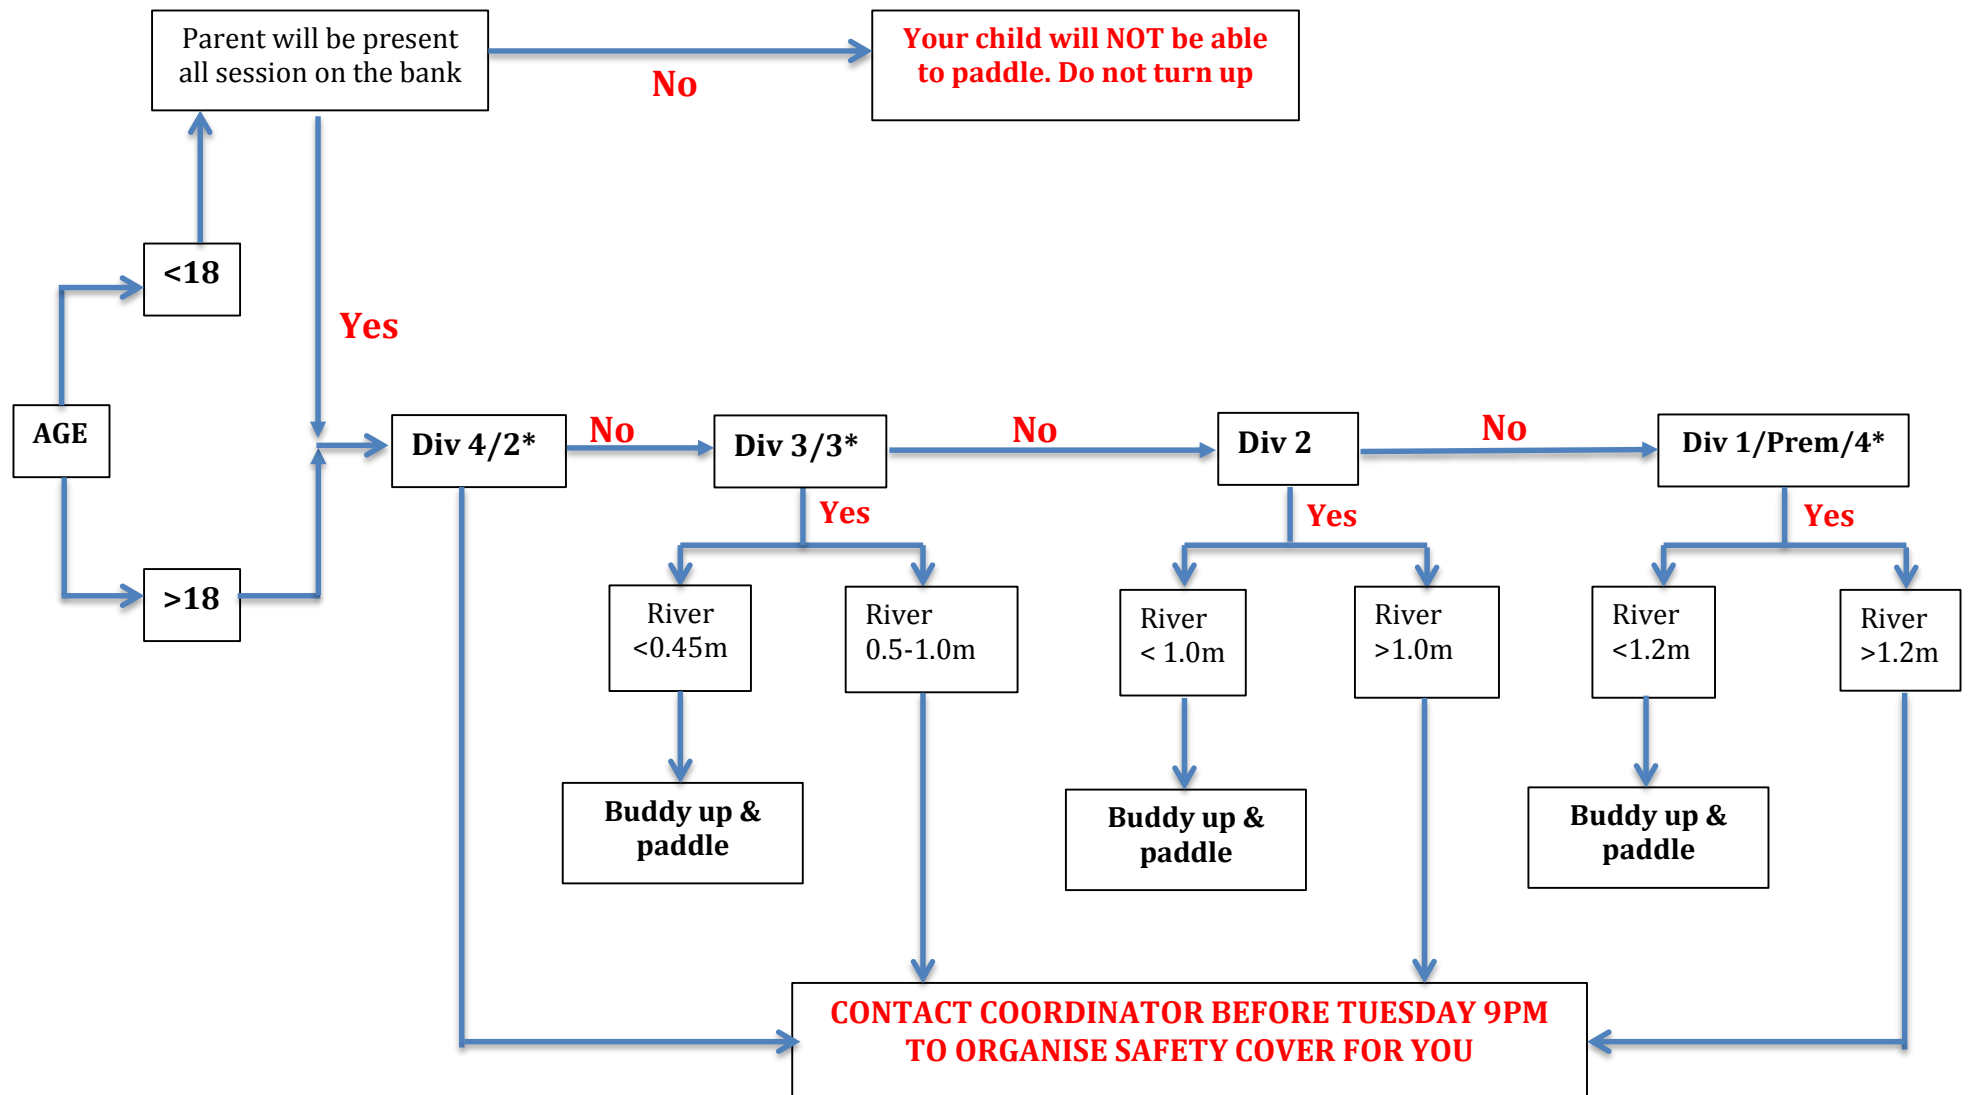 Parent will be present
all session on the bank
No
Your child will NOT be able
to paddle. Do not turn up
<18
Yes
AGE
Div 4/2*
No
Div 3/3*
No
Div 2
No
Div 1/Prem/4*
Yes
Yes
Yes
>18
River
<0.45m
River
0.5-1.0m
River
< 1.0m
River
>1.0m
River
<1.2m
River
>1.2m
Buddy up &
paddle
Buddy up &
paddle
Buddy up &
paddle
CONTACT COORDINATOR BEFORE TUESDAY 9PM
TO ORGANISE SAFETY COVER FOR YOU